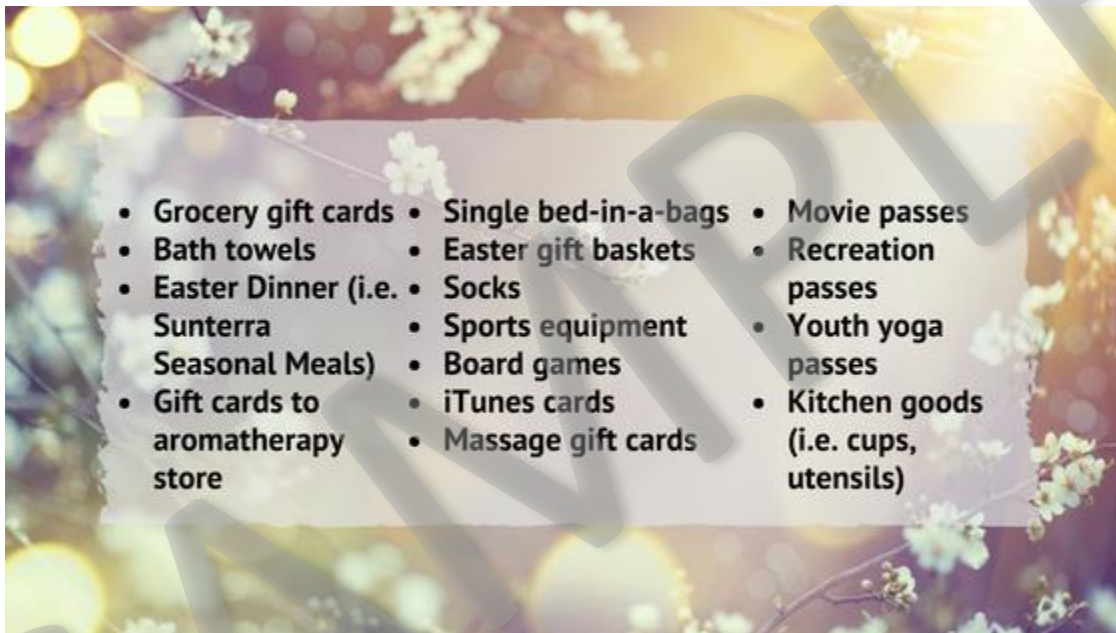 • Grocery gift cards
• Bath towels
• Easter Dinner (i.e.
Sunterra
Seasonal Meals)
• Gift cards to
aromatherapy
store
• Single bed-in-a-bags
• Easter gift baskets
• Socks
• Sports equipment
• Board games
• iTunes cards
• Massage gift cards
• Movie passes
• Recreation
passes
• Youth yoga
passes
• Kitchen goods
(i.e. cups,
utensils)
AMPL